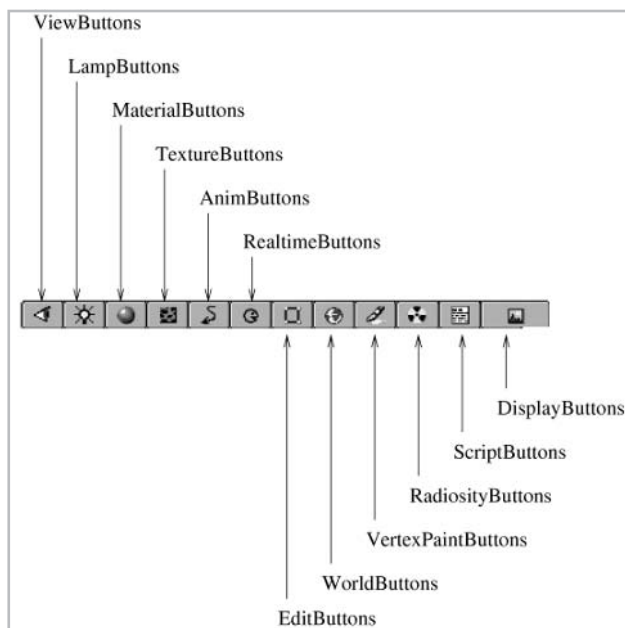 ViewButtons
LampButtons
MaterialButtons
TextureButtons
AnimButtons
RealtimeButtons
DisplayButtons
ScriptButtons
RadiosityButtons
VertexPaintButtons
WorldButtons
EditButtons